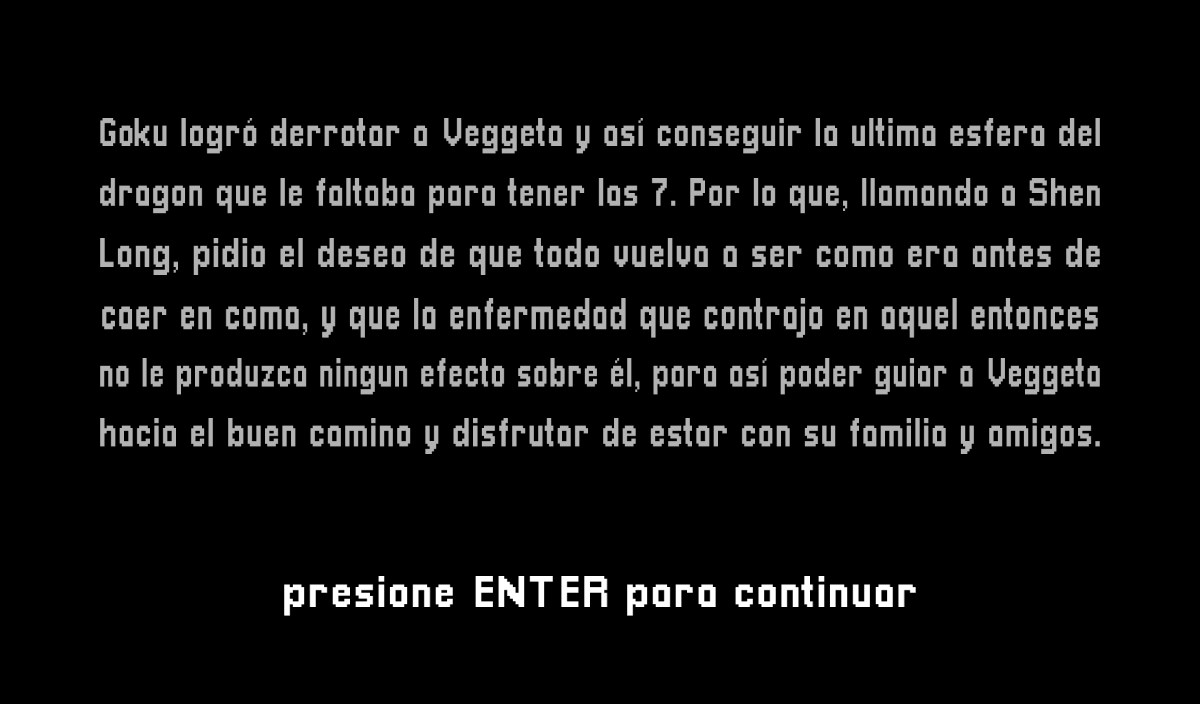 Goku logró derrotar a Veggeta y así conseguir la ultima esfera del
dragon que le faltaba para tener las 7. Por lo que, llamando a Shen
Long, pidio el deseo de que todo vuelva a ser como era antes de
caer en coma, y que la enfermedad que contrajo en aquel entonces
no le produzca ningun efecto sobre él, para así poder guiar a Veggeta
hacia el buen camino y disfrutar de estar con su familia y amigos.
presione ENTER para continuar